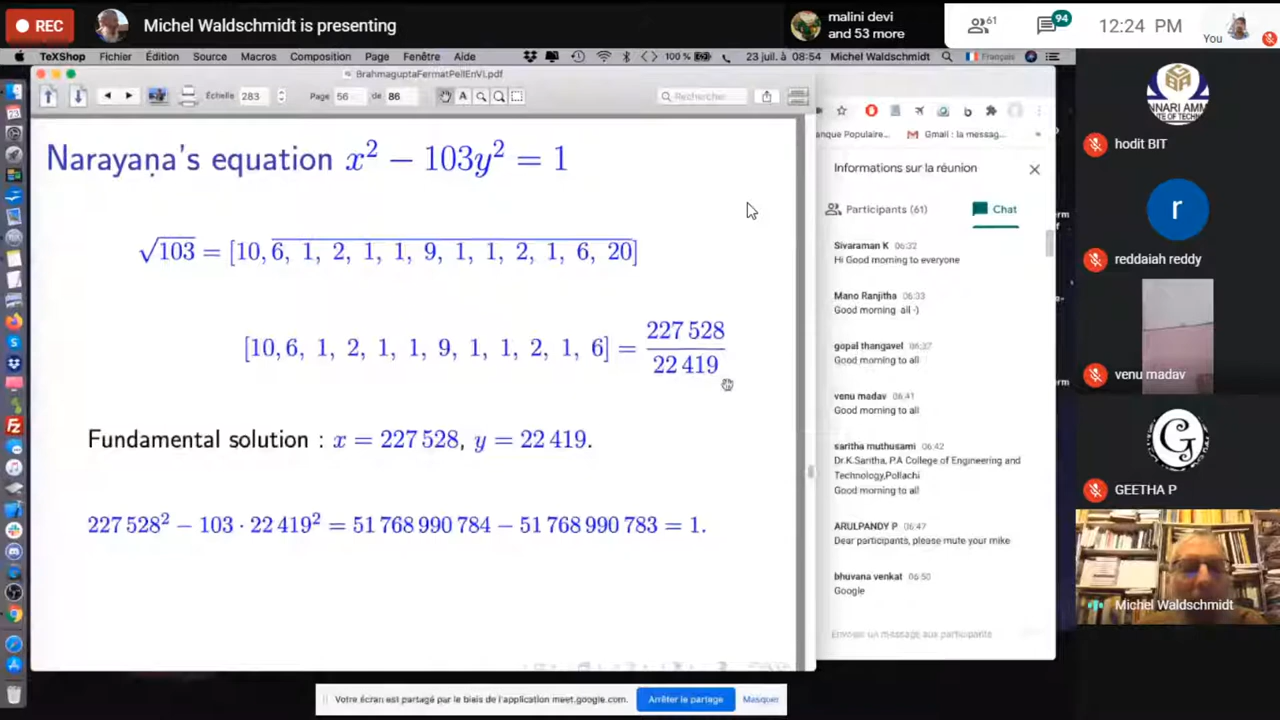 REC
Michel Waldschmidt is presenting
malini devi
and 53 more
61
94
12:24 PM
You
TeXShop Fichier Édition Source Macros Composition Page Fenêtre Aide 100 % 23 juil. à 08:54 Michel Waldschmidt Français
BrahmaguptaFermatPellEnVI.pdf
Échelle 283 Page 56 de 86 Rechercher
Narayaṇa's equation x² − 103y² = 1
√103 = [10, 6, 1, 2, 1, 1, 9, 1, 1, 2, 1, 6, 20]
[10, 6, 1, 2, 1, 1, 9, 1, 1, 2, 1, 6] = 227 528 / 22 419
Fundamental solution : x = 227 528, y = 22 419.
227 528² − 103 · 22 419² = 51 768 990 784 − 51 768 990 783 = 1.
anque Populaire... Gmail : la messag...
Informations sur la réunion
Participants (61) Chat
Sivaraman K 06:32
Hi Good morning to everyone
Mano Ranjitha 06:33
Good morning all -)
gopal thangavel 06:37
Good morning to all
venu madav 06:41
Good morning to all
saritha muthusami 06:42
Dr.K.Saritha, P.A College of Engineering and
Technology,Pollachi
Good morning to all
ARULPANDY P 06:47
Dear participants, please mute your mike
bhuvana venkat 06:50
Google
Envoyer un message aux participants
NNARI AMM
hodit BIT
r
reddaiah reddy
venu madav
G
GEETHA P
Michel Waldschmidt
Votre écran est partagé par le biais de l'application meet.google.com. Arrêter le partage Masquer